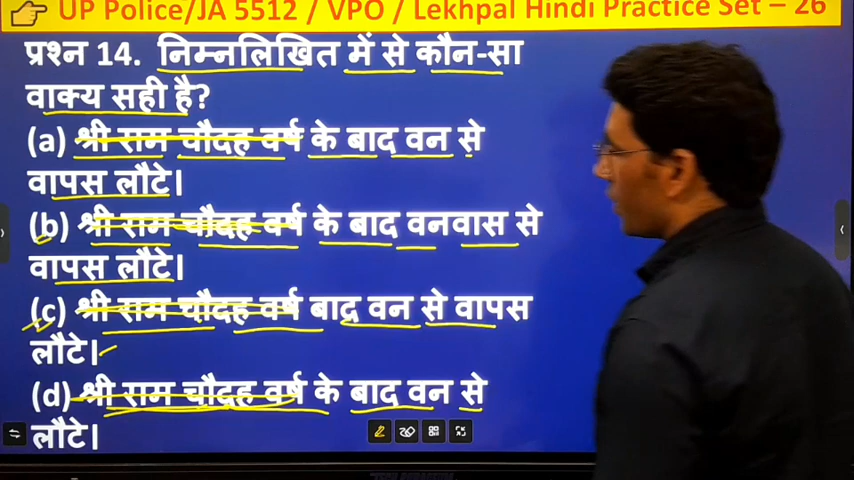 UP Police/JA 5512 / VPO / Lekhpal Hindi Practice Set – 26
प्रश्न 14. निम्नलिखित में से कौन-सा
वाक्य सही है?
(a) श्री राम चौदह वर्ष के बाद वन से
वापस लौटे।
(b) श्री राम चौदह वर्ष के बाद वनवास से
वापस लौटे।
(c) श्री राम चौदह वर्ष बाद वन से वापस
लौटे।
(d) श्री राम चौदह वर्ष के बाद वन से
लौटे।